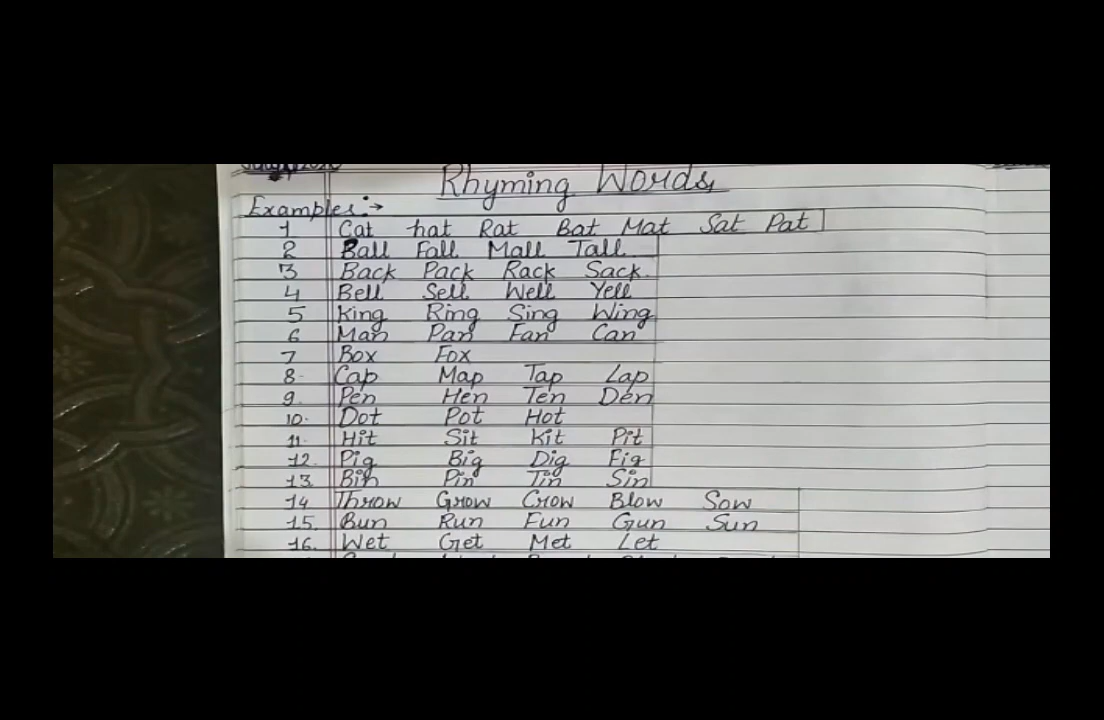 Rhyming Words
Examples:→
1 Cat hat Rat Bat Mat Sat Pat
2 Ball Fall Mall Tall
3 Back Pack Rack Sack
4 Bell Sell Well Yell
5 King Ring Sing Wing
6 Man Pan Fan Can
7 Box Fox
8. Cap Map Tap Lap
9. Pen Hen Ten Den
10. Dot Pot Hot
11. Hit Sit Kit Pit
12. Pig Big Dig Fig
13. Bin Pin Tin Sin
14 Throw Grow Crow Blow Sow
15. Bun Run Fun Gun Sun
16. Wet Get Met Let